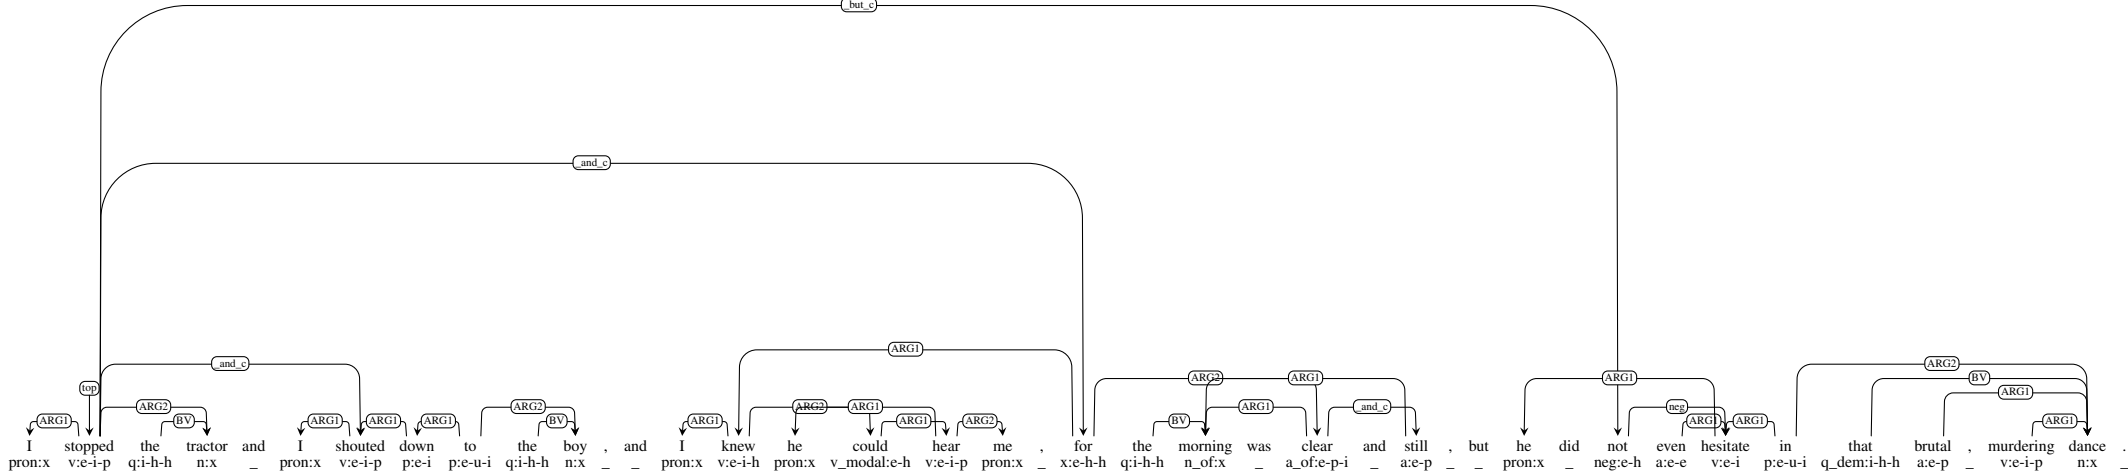 _but_c
_and_c
ARG1
_and_c ARG2 ARG1 ARG1 ARG2
top BV
ARG2 ARG2 ARG2 ARG1 ARG1 _and_c neg ARG1
ARG1 BV ARG1 ARG1 ARG1 BV ARG1 ARG1 ARG2 BV ARG1 ARG1 ARG1
I stopped the tractor and I shouted down to the boy , and I knew he could hear me , for the morning was clear and still , but he did not even hesitate in that brutal , murdering dance
pron:x v:e-i-p q:i-h-h n:x _ pron:x v:e-i-p p:e-i p:e-u-i q:i-h-h n:x _ _ pron:x v:e-i-h pron:x v_modal:e-h v:e-i-p pron:x _ x:e-h-h q:i-h-h n_of:x _ a_of:e-p-i _ a:e-p _ _ pron:x _ neg:e-h a:e-e v:e-i p:e-u-i q_dem:i-h-h a:e-p _ v:e-i-p n:x